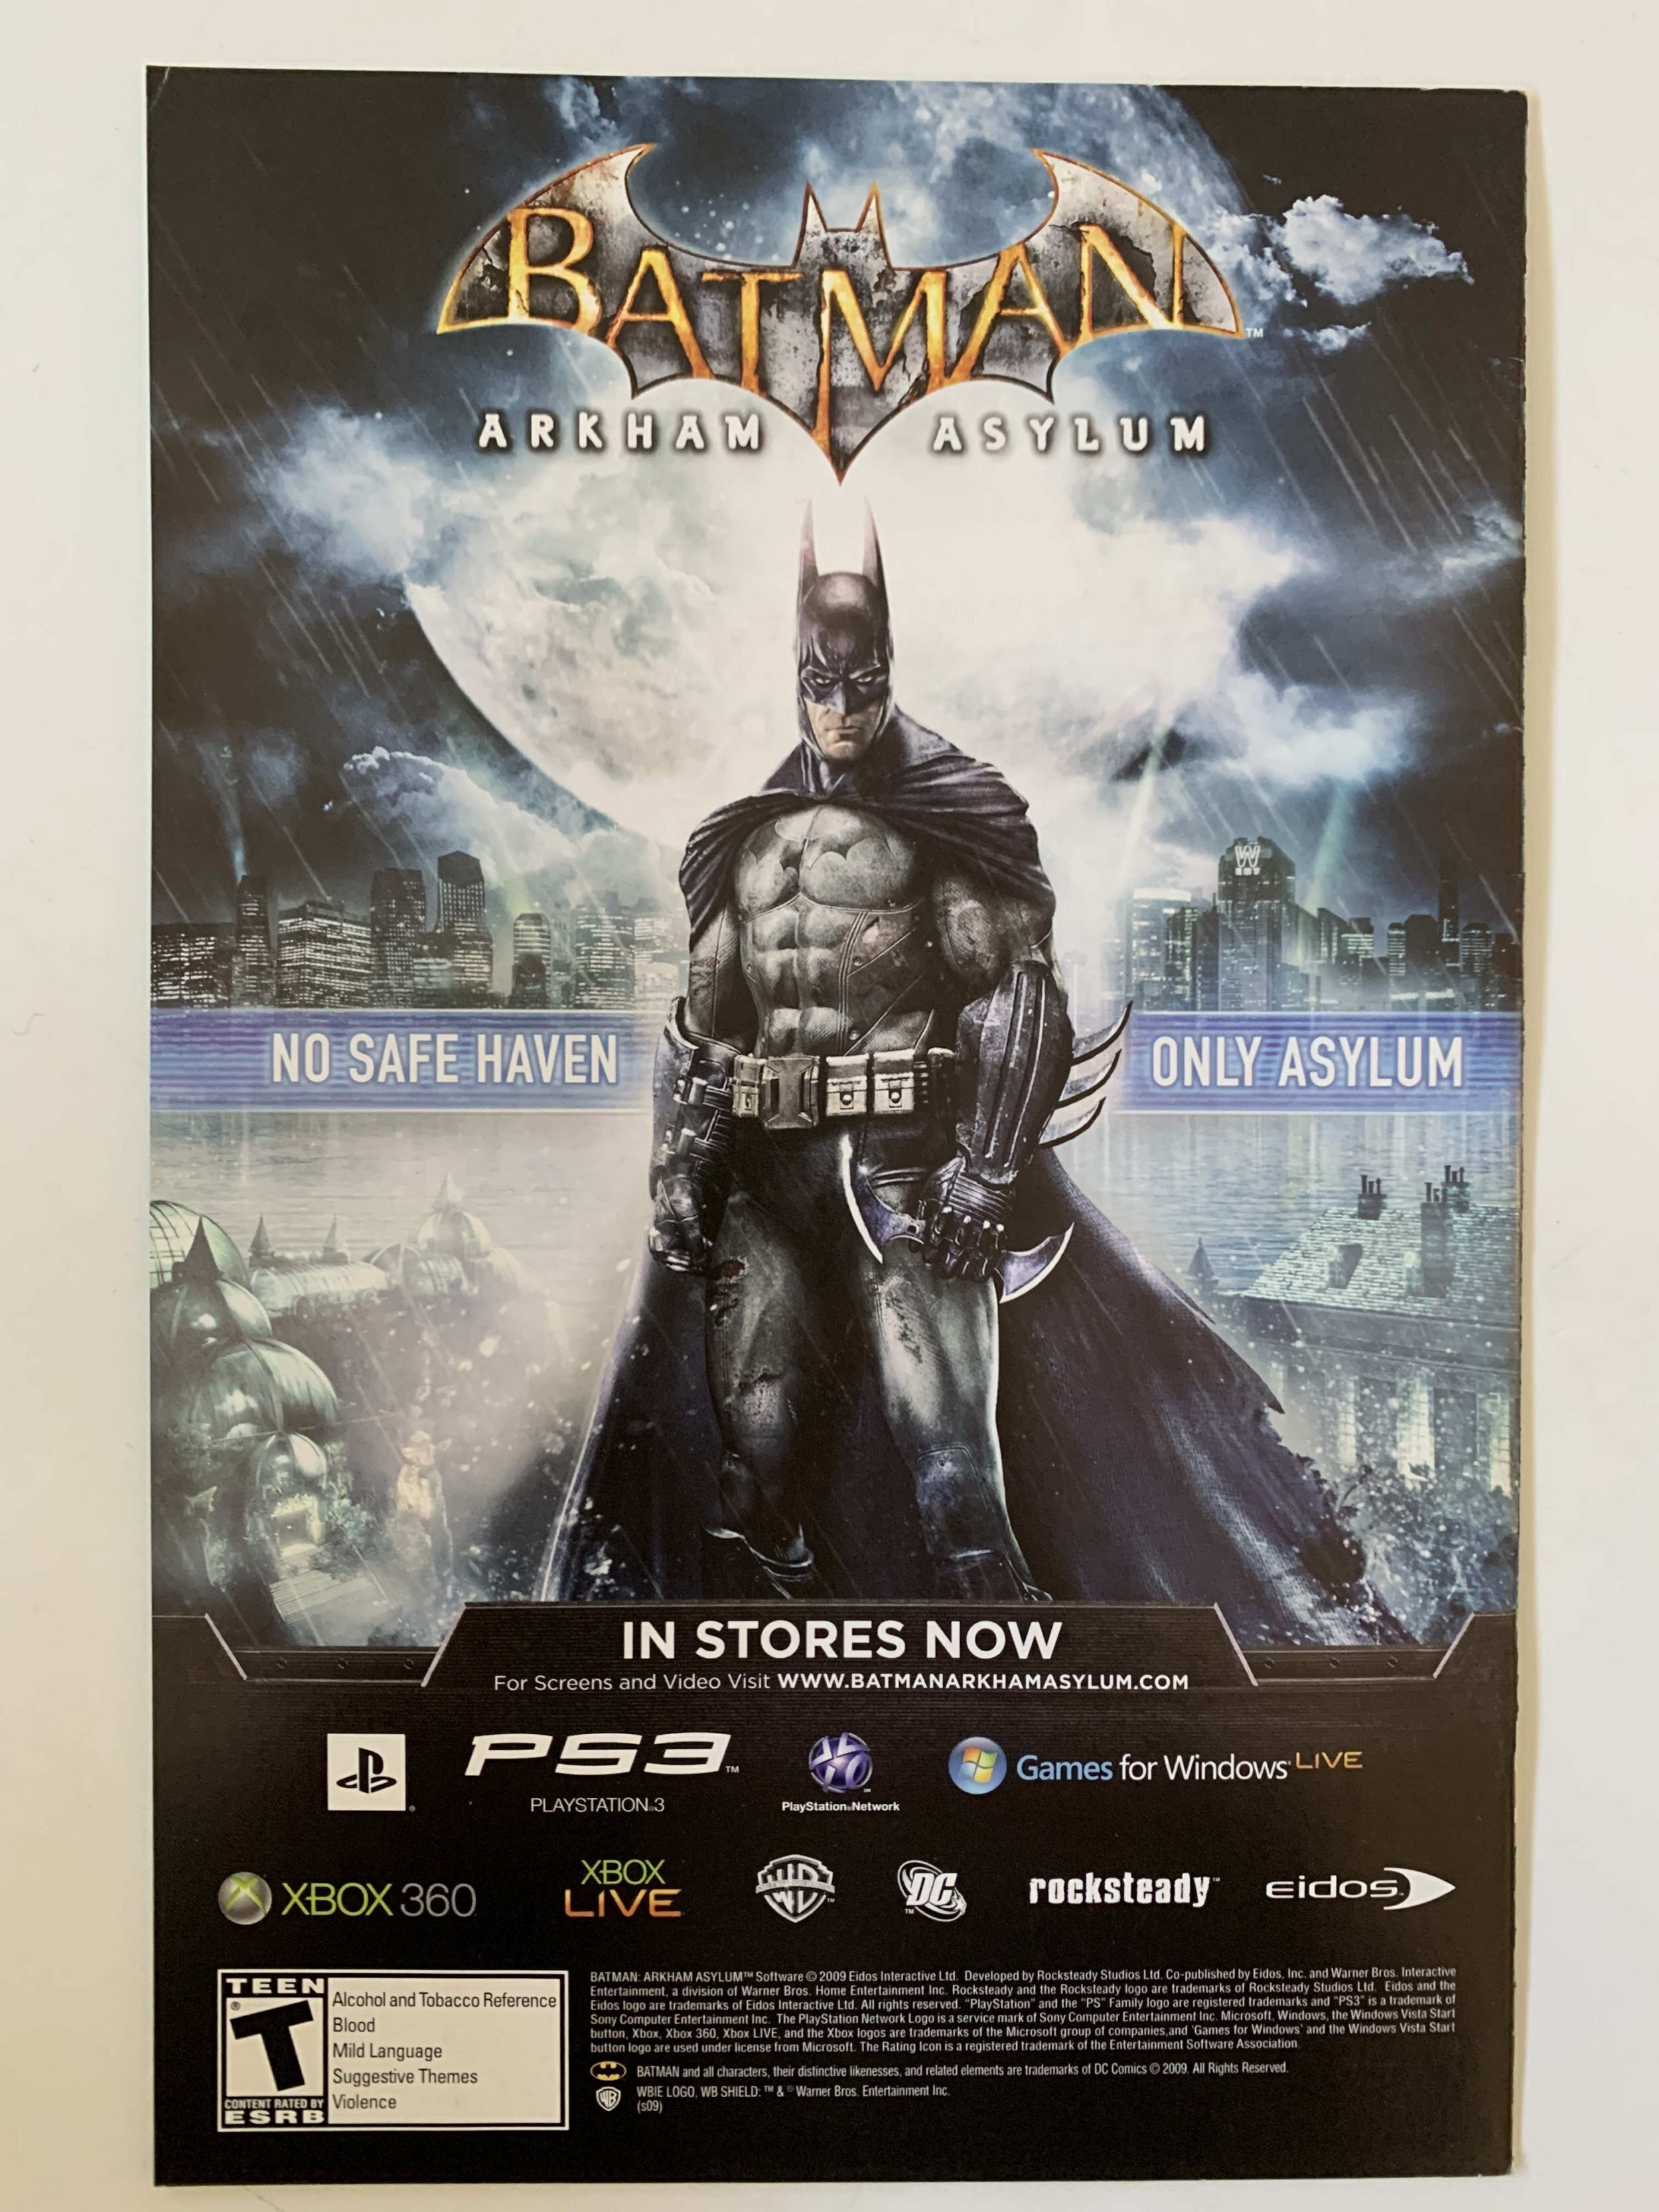 BATMAN™
ARKHAM ASYLUM
W
NO SAFE HAVEN ONLY ASYLUM
IN STORES NOW
For Screens and Video Visit WWW.BATMANARKHAMASYLUM.COM
PS3™
PLAYSTATION®3
PlayStation®Network
Games for Windows® LIVE
XBOX 360
XBOX
LIVE
WB™
DC™
rocksteady™
eidos
TEEN
T®
CONTENT RATED BY
ESRB
Alcohol and Tobacco Reference
Blood
Mild Language
Suggestive Themes
Violence
BATMAN: ARKHAM ASYLUM™ Software © 2009 Eidos Interactive Ltd. Developed by Rocksteady Studios Ltd. Co-published by Eidos, Inc. and Warner Bros. Interactive
Entertainment, a division of Warner Bros. Home Entertainment Inc. Rocksteady and the Rocksteady logo are trademarks of Rocksteady Studios Ltd. Eidos and the
Eidos logo are trademarks of Eidos Interactive Ltd. All rights reserved. "PlayStation" and the "PS" Family logo are registered trademarks and "PS3" is a trademark of
Sony Computer Entertainment Inc. The PlayStation Network Logo is a service mark of Sony Computer Entertainment Inc. Microsoft, Windows, the Windows Vista Start
button, Xbox, Xbox 360, Xbox LIVE, and the Xbox logos are trademarks of the Microsoft group of companies,and 'Games for Windows' and the Windows Vista Start
button logo are used under license from Microsoft. The Rating Icon is a registered trademark of the Entertainment Software Association.
BATMAN and all characters, their distinctive likenesses, and related elements are trademarks of DC Comics © 2009. All Rights Reserved.
WB WBIE LOGO, WB SHIELD: ™ & © Warner Bros. Entertainment Inc.
(s09)